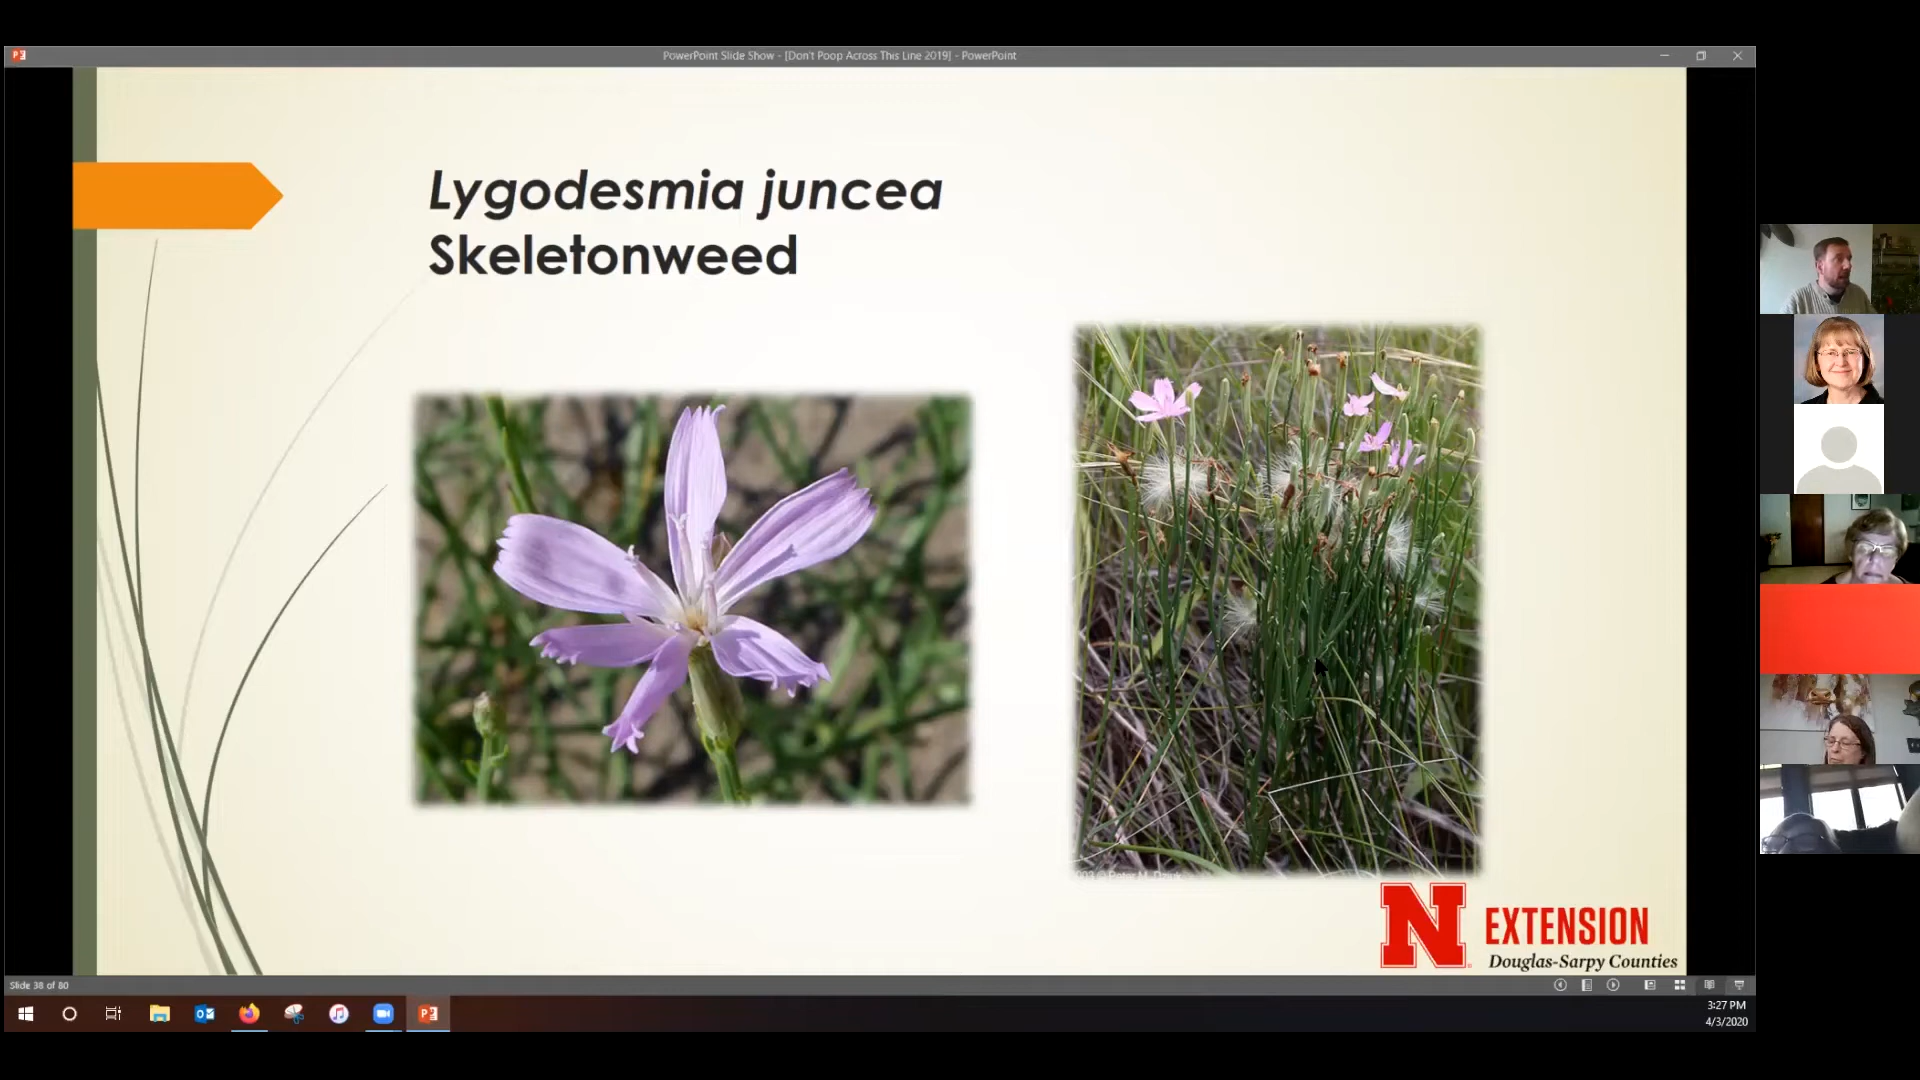 PowerPoint Slide Show - [Don't Poop Across This Line 2019] - PowerPoint
Lygodesmia juncea
Skeletonweed
N EXTENSION
Douglas-Sarpy Counties
Slide 38 of 80
3:27 PM
4/3/2020